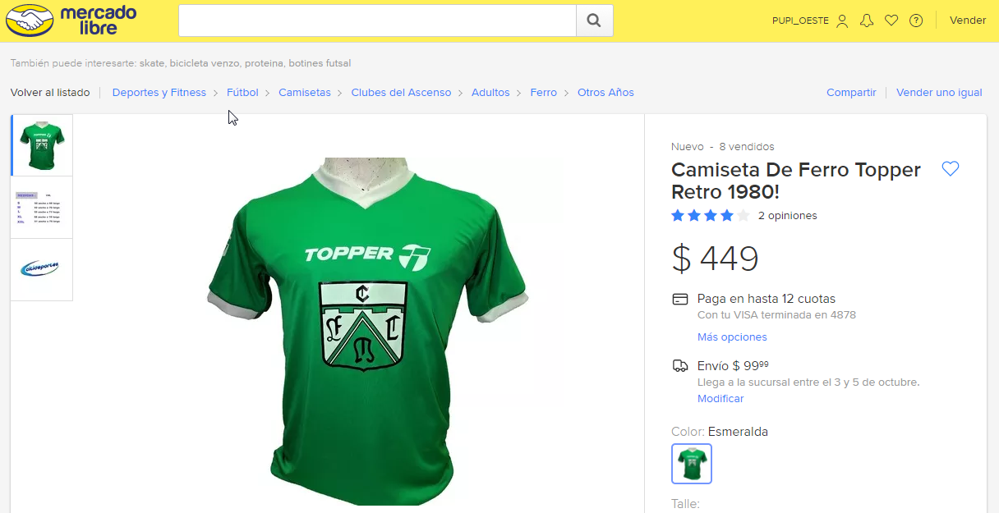 mercado
libre
PUPI_OESTE
Vender
También puede interesarte: skate, bicicleta venzo, proteina, botines futsal
Volver al listado
Deportes y Fitness > Fútbol > Camisetas > Clubes del Ascenso > Adultos > Ferro > Otros Años
Compartir
Vender uno igual
Nuevo - 8 vendidos
Camiseta De Ferro Topper
Retro 1980!
2 opiniones
$ 449
Paga en hasta 12 cuotas
Con tu VISA terminada en 4878
Más opciones
Envío $ 99⁹⁹
Llega a la sucursal entre el 3 y 5 de octubre.
Modificar
Color: Esmeralda
Talle:
TOPPER
C
F
C